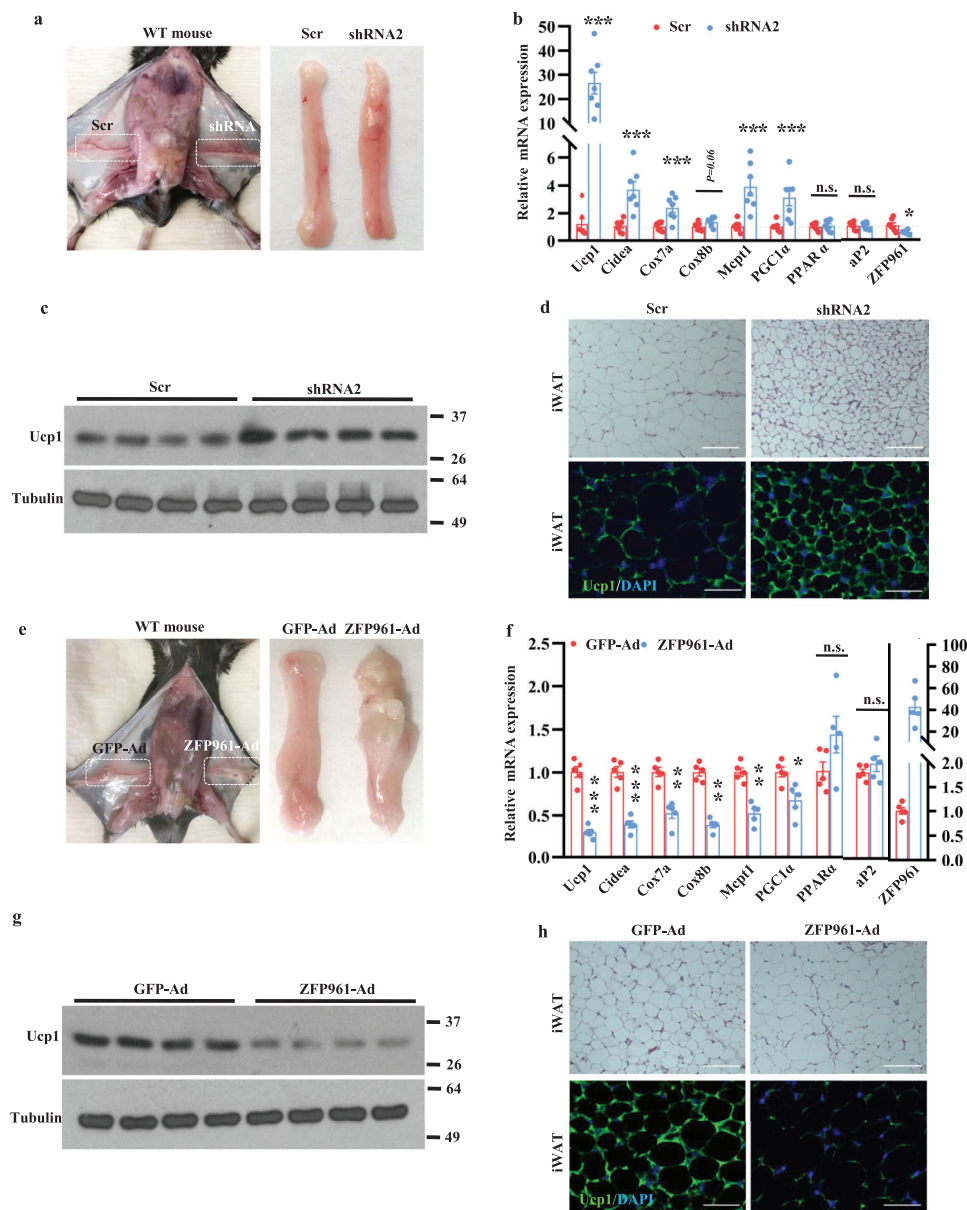 a
WT mouse
Scr
shRNA2
Scr
shRNA
b
Scr
shRNA2
Relative mRNA expression
50
40
30
20
10
6
4
2
0
***
***
***
P=0.06
***
***
n.s.
n.s.
*
Ucp1
Cidea
Cox7a
Cox8b
Mcpt1
PGC1α
PPAR α
aP2
ZFP961
c
Scr
shRNA2
Ucp1
37
26
Tubulin
64
49
d
Scr
shRNA2
iWAT
iWAT
Ucp1/DAPI
e
WT mouse
GFP-Ad ZFP961-Ad
GFP-Ad
ZFP961-Ad
f
GFP-Ad
ZFP961-Ad
Relative mRNA expression
2.5
2.0
1.5
1.0
0.5
0.0
***
***
**
**
**
*
n.s.
n.s.
100
80
60
40
20
2.0
1.5
1.0
0.5
0.0
Ucp1
Cidea
Cox7a
Cox8b
Mcpt1
PGC1α
PPARα
aP2
ZFP961
g
GFP-Ad
ZFP961-Ad
Ucp1
37
26
Tubulin
64
49
h
GFP-Ad
ZFP961-Ad
iWAT
iWAT
Ucp1/DAPI